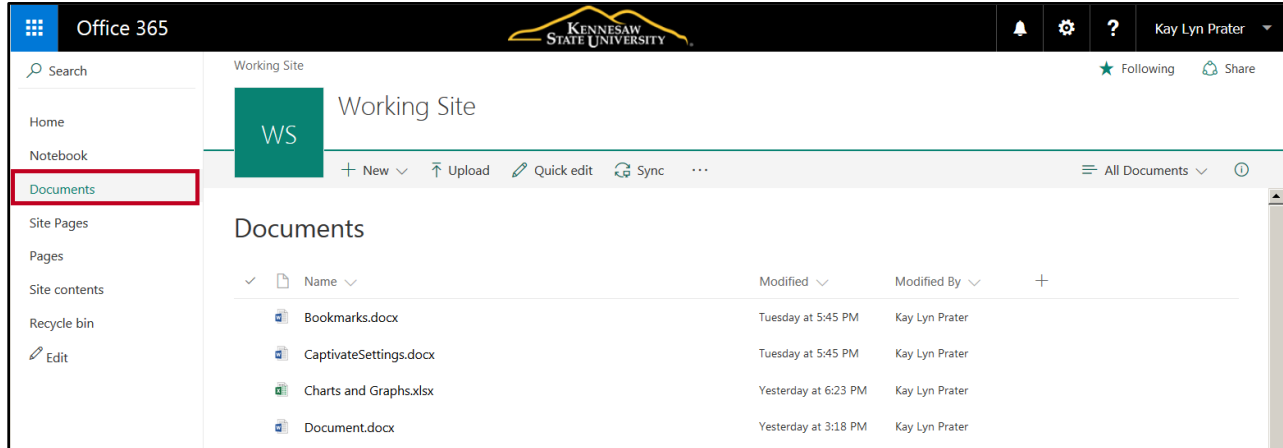 Office 365
KENNESAW
STATE UNIVERSITY
?
Kay Lyn Prater
Search
Home
Notebook
Documents
Site Pages
Pages
Site contents
Recycle bin
Edit
Working Site
Following
Share
WS
Working Site
New
Upload
Quick edit
Sync
...
All Documents
Documents
Name
Modified
Modified By
Bookmarks.docx
Tuesday at 5:45 PM
Kay Lyn Prater
CaptivateSettings.docx
Tuesday at 5:45 PM
Kay Lyn Prater
Charts and Graphs.xlsx
Yesterday at 6:23 PM
Kay Lyn Prater
Document.docx
Yesterday at 3:18 PM
Kay Lyn Prater